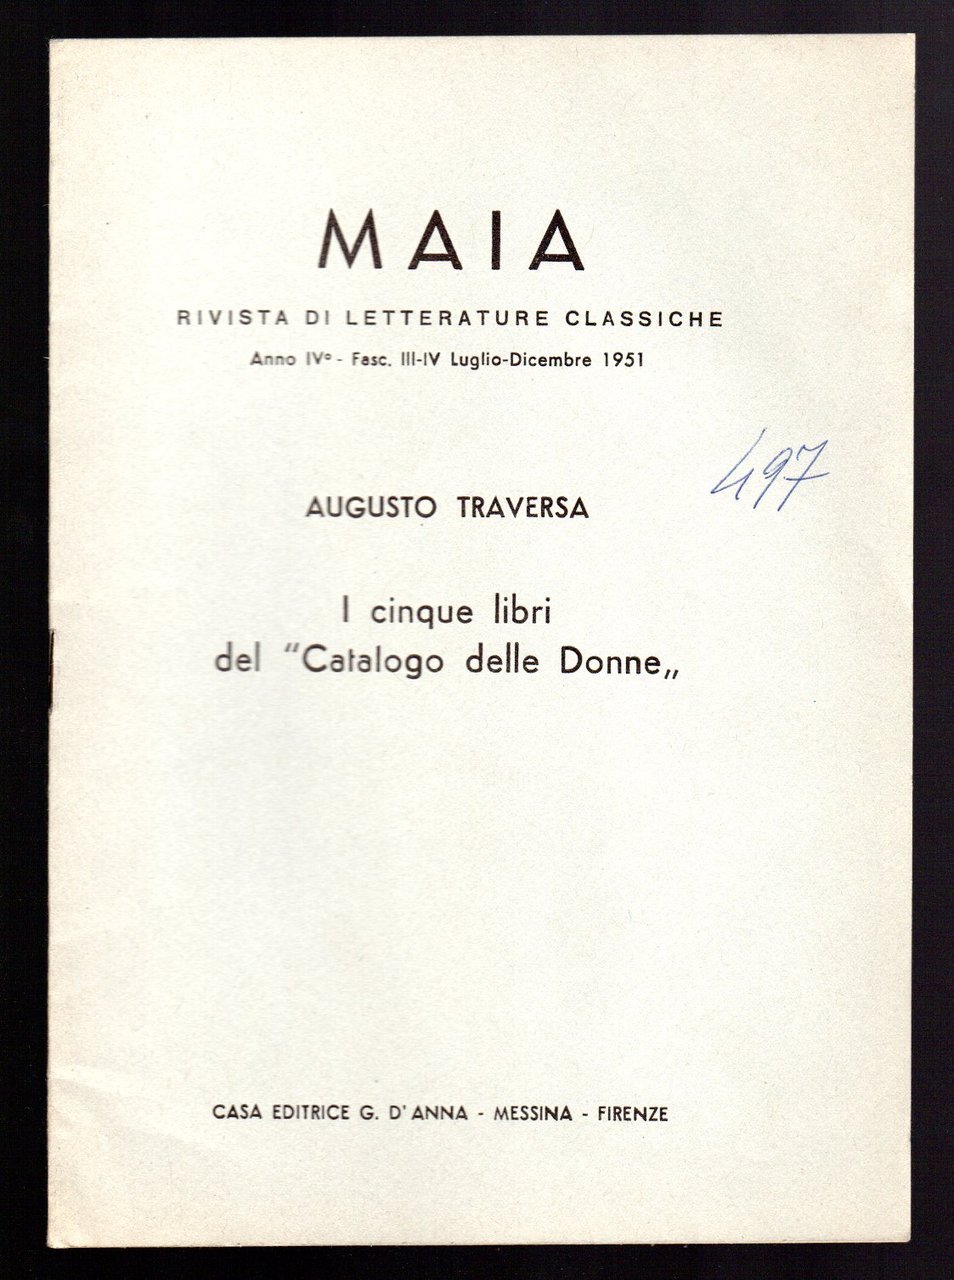 MAIA
RIVISTA DI LETTERATURE CLASSICHE
Anno IVº - Fasc. III-IV Luglio-Dicembre 1951
497
AUGUSTO TRAVERSA
I cinque libri
del “Catalogo delle Donne„
CASA EDITRICE G. D'ANNA - MESSINA - FIRENZE